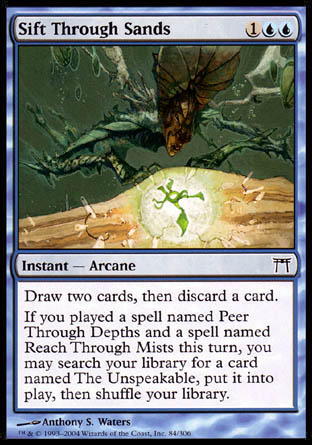 Sift Through Sands 1
Instant — Arcane
Draw two cards, then discard a card.
If you played a spell named Peer
Through Depths and a spell named
Reach Through Mists this turn, you
may search your library for a card
named The Unspeakable, put it into
play, then shuffle your library.
Anthony S. Waters
™ & © 1993–2004 Wizards of the Coast, Inc. 84/306